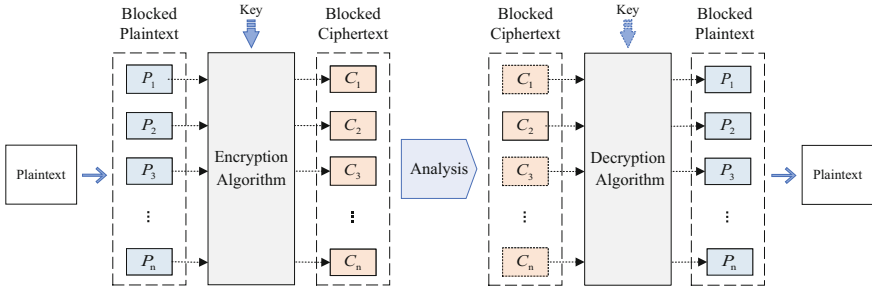 Blocked
Plaintext
Key
Blocked
Ciphertext
Blocked
Ciphertext
Key
Blocked
Plaintext
Plaintext
P1
P2
P3
...
Pn
Encryption
Algorithm
C1
C2
C3
...
Cn
Analysis
C1
C2
C3
...
Cn
Decryption
Algorithm
P1
P2
P3
...
Pn
Plaintext